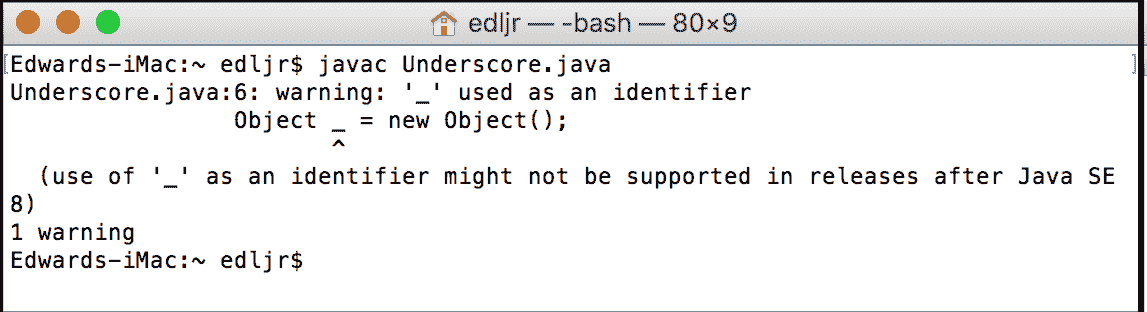 edljr — -bash — 80×9
Edwards-iMac:~ edljr$ javac Underscore.java
Underscore.java:6: warning: '_' used as an identifier
                Object _ = new Object();
                       ^
  (use of '_' as an identifier might not be supported in releases after Java SE
8)
1 warning
Edwards-iMac:~ edljr$